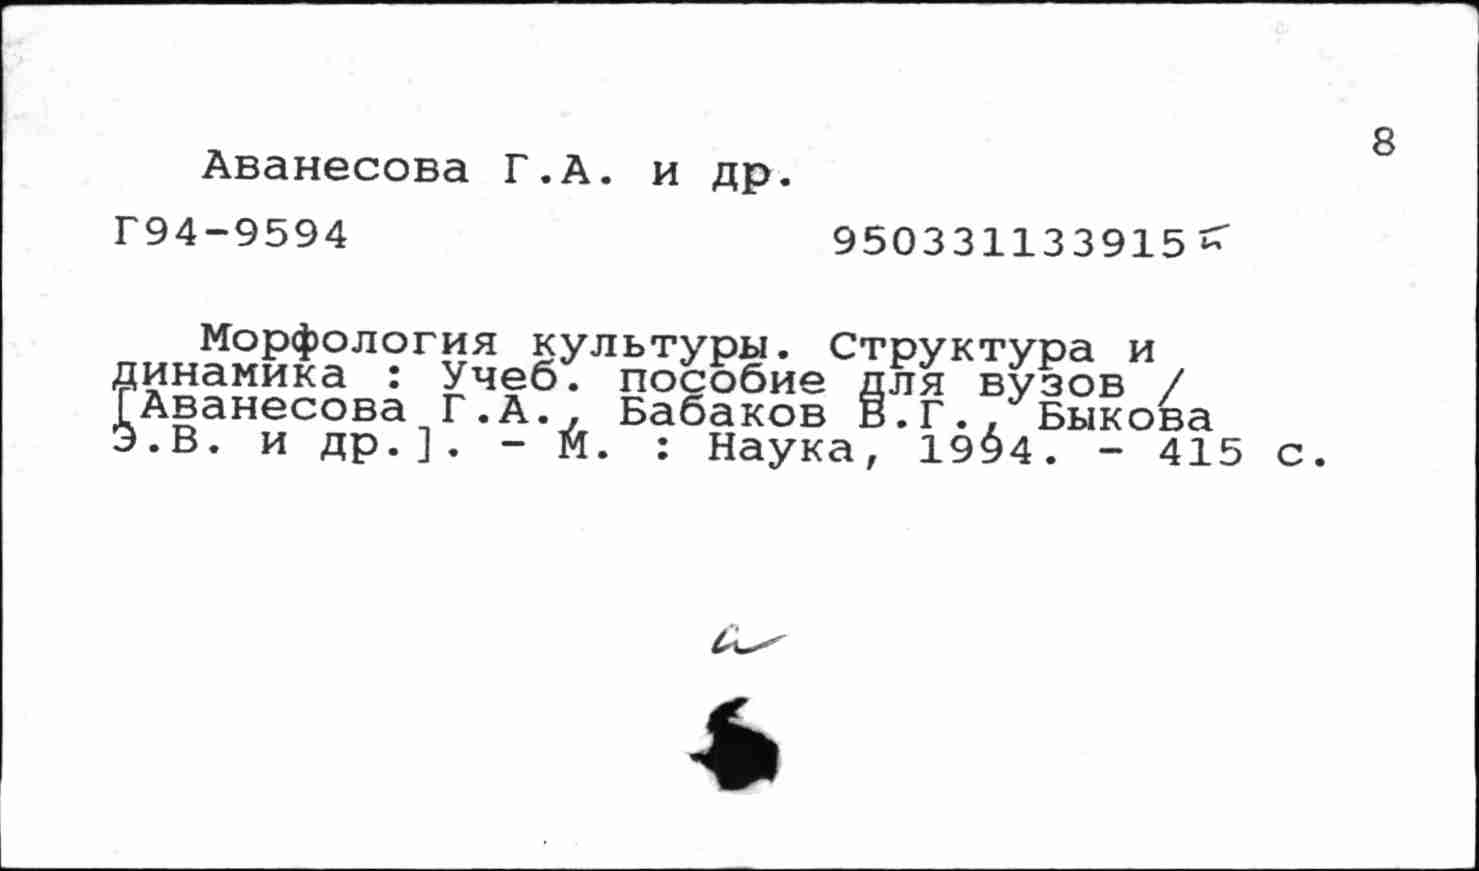 8
Аванесова Г.А. и др.
Г94-9594
950331133915
Морфология культуры. Структура и
динамика : Учеб. пособие для вузов /
[Аванесова Г.А., Бабаков В.Г., Быкова
Э.В. и др.]. - М. : Наука, 1994. - 415 с.